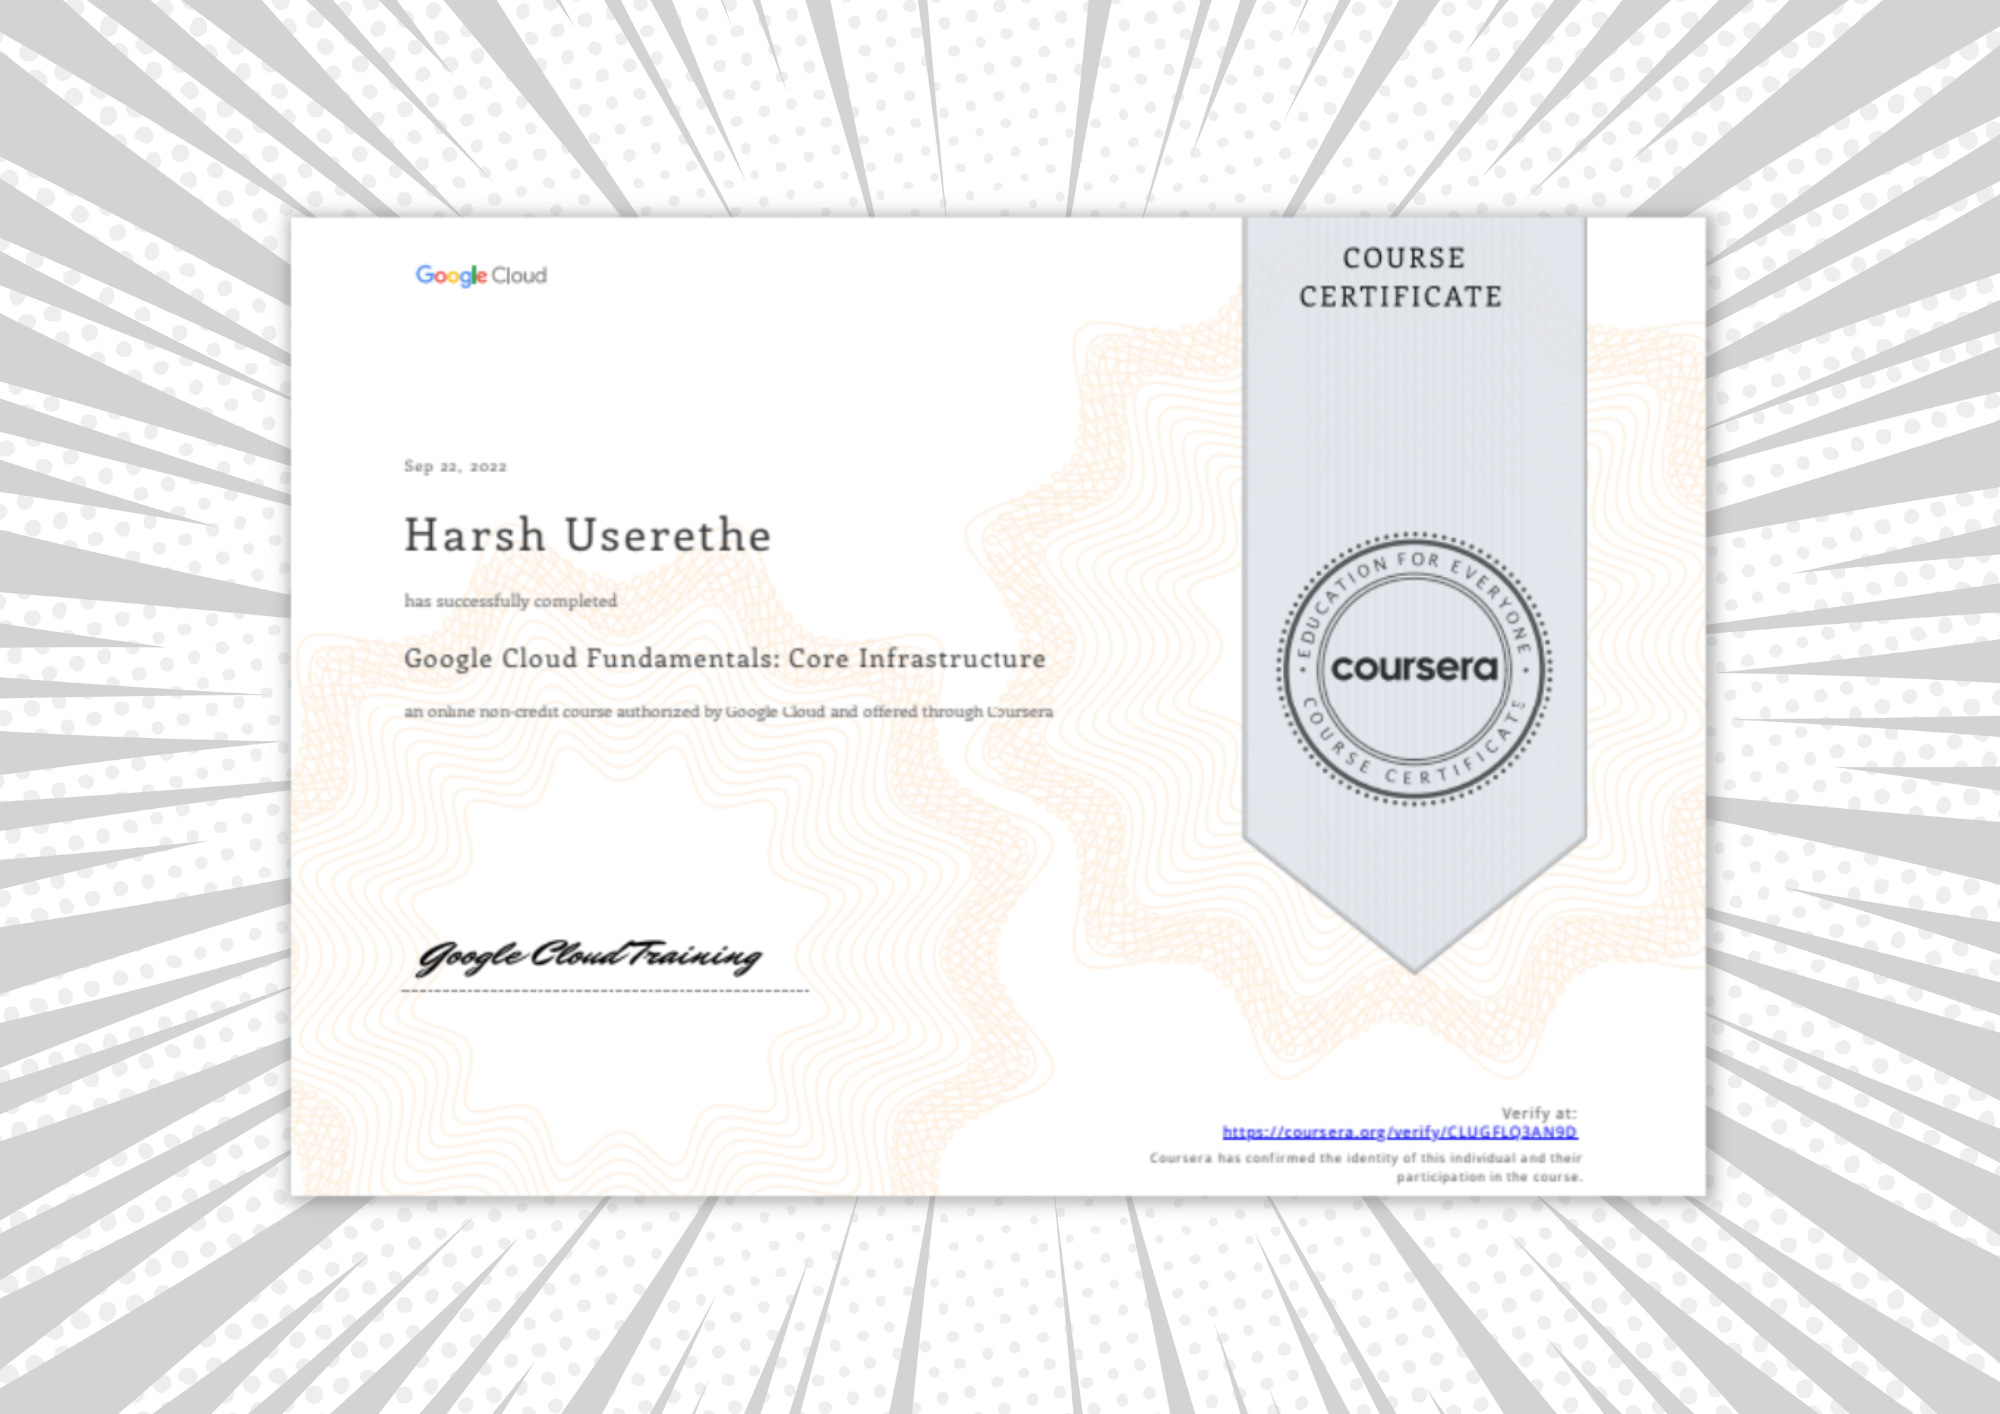 Google Cloud
COURSE
CERTIFICATE
Sep 22, 2022
Harsh Userethe
has successfully completed
Google Cloud Fundamentals: Core Infrastructure
an online non-credit course authorized by Google Cloud and offered through Coursera
EDUCATION FOR EVERYONE
coursera
COURSE CERTIFICATE
Google Cloud Training
Verify at:
https://coursera.org/verify/CLUGFLQ3AN9D
Coursera has confirmed the identity of this individual and their
participation in the course.